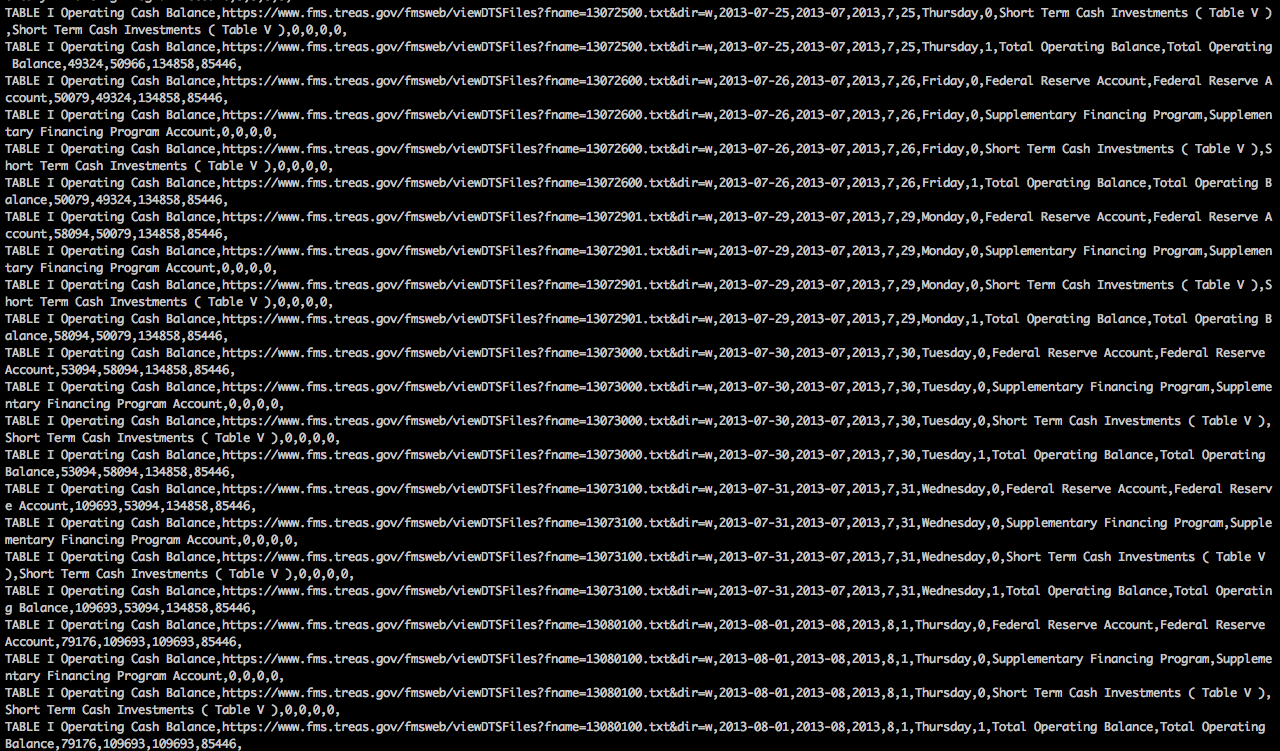 TABLE I Operating Cash Balance,https://www.fms.treas.gov/fmsweb/viewDTSFiles?fname=13072500.txt&dir=w,2013-07-25,2013-07,2013,7,25,Thursday,0,Short Term Cash Investments ( Table V )
,Short Term Cash Investments ( Table V ),0,0,0,0,
TABLE I Operating Cash Balance,https://www.fms.treas.gov/fmsweb/viewDTSFiles?fname=13072500.txt&dir=w,2013-07-25,2013-07,2013,7,25,Thursday,1,Total Operating Balance,Total Operating
 Balance,49324,50966,134858,85446,
TABLE I Operating Cash Balance,https://www.fms.treas.gov/fmsweb/viewDTSFiles?fname=13072600.txt&dir=w,2013-07-26,2013-07,2013,7,26,Friday,0,Federal Reserve Account,Federal Reserve A
ccount,50079,49324,134858,85446,
TABLE I Operating Cash Balance,https://www.fms.treas.gov/fmsweb/viewDTSFiles?fname=13072600.txt&dir=w,2013-07-26,2013-07,2013,7,26,Friday,0,Supplementary Financing Program,Supplemen
tary Financing Program Account,0,0,0,0,
TABLE I Operating Cash Balance,https://www.fms.treas.gov/fmsweb/viewDTSFiles?fname=13072600.txt&dir=w,2013-07-26,2013-07,2013,7,26,Friday,0,Short Term Cash Investments ( Table V ),S
hort Term Cash Investments ( Table V ),0,0,0,0,
TABLE I Operating Cash Balance,https://www.fms.treas.gov/fmsweb/viewDTSFiles?fname=13072600.txt&dir=w,2013-07-26,2013-07,2013,7,26,Friday,1,Total Operating Balance,Total Operating B
alance,50079,49324,134858,85446,
TABLE I Operating Cash Balance,https://www.fms.treas.gov/fmsweb/viewDTSFiles?fname=13072901.txt&dir=w,2013-07-29,2013-07,2013,7,29,Monday,0,Federal Reserve Account,Federal Reserve A
ccount,58094,50079,134858,85446,
TABLE I Operating Cash Balance,https://www.fms.treas.gov/fmsweb/viewDTSFiles?fname=13072901.txt&dir=w,2013-07-29,2013-07,2013,7,29,Monday,0,Supplementary Financing Program,Supplemen
tary Financing Program Account,0,0,0,0,
TABLE I Operating Cash Balance,https://www.fms.treas.gov/fmsweb/viewDTSFiles?fname=13072901.txt&dir=w,2013-07-29,2013-07,2013,7,29,Monday,0,Short Term Cash Investments ( Table V ),S
hort Term Cash Investments ( Table V ),0,0,0,0,
TABLE I Operating Cash Balance,https://www.fms.treas.gov/fmsweb/viewDTSFiles?fname=13072901.txt&dir=w,2013-07-29,2013-07,2013,7,29,Monday,1,Total Operating Balance,Total Operating B
alance,58094,50079,134858,85446,
TABLE I Operating Cash Balance,https://www.fms.treas.gov/fmsweb/viewDTSFiles?fname=13073000.txt&dir=w,2013-07-30,2013-07,2013,7,30,Tuesday,0,Federal Reserve Account,Federal Reserve
Account,53094,58094,134858,85446,
TABLE I Operating Cash Balance,https://www.fms.treas.gov/fmsweb/viewDTSFiles?fname=13073000.txt&dir=w,2013-07-30,2013-07,2013,7,30,Tuesday,0,Supplementary Financing Program,Suppleme
ntary Financing Program Account,0,0,0,0,
TABLE I Operating Cash Balance,https://www.fms.treas.gov/fmsweb/viewDTSFiles?fname=13073000.txt&dir=w,2013-07-30,2013-07,2013,7,30,Tuesday,0,Short Term Cash Investments ( Table V ),
Short Term Cash Investments ( Table V ),0,0,0,0,
TABLE I Operating Cash Balance,https://www.fms.treas.gov/fmsweb/viewDTSFiles?fname=13073000.txt&dir=w,2013-07-30,2013-07,2013,7,30,Tuesday,1,Total Operating Balance,Total Operating
Balance,53094,58094,134858,85446,
TABLE I Operating Cash Balance,https://www.fms.treas.gov/fmsweb/viewDTSFiles?fname=13073100.txt&dir=w,2013-07-31,2013-07,2013,7,31,Wednesday,0,Federal Reserve Account,Federal Reserv
e Account,109693,53094,134858,85446,
TABLE I Operating Cash Balance,https://www.fms.treas.gov/fmsweb/viewDTSFiles?fname=13073100.txt&dir=w,2013-07-31,2013-07,2013,7,31,Wednesday,0,Supplementary Financing Program,Supple
mentary Financing Program Account,0,0,0,0,
TABLE I Operating Cash Balance,https://www.fms.treas.gov/fmsweb/viewDTSFiles?fname=13073100.txt&dir=w,2013-07-31,2013-07,2013,7,31,Wednesday,0,Short Term Cash Investments ( Table V
),Short Term Cash Investments ( Table V ),0,0,0,0,
TABLE I Operating Cash Balance,https://www.fms.treas.gov/fmsweb/viewDTSFiles?fname=13073100.txt&dir=w,2013-07-31,2013-07,2013,7,31,Wednesday,1,Total Operating Balance,Total Operatin
g Balance,109693,53094,134858,85446,
TABLE I Operating Cash Balance,https://www.fms.treas.gov/fmsweb/viewDTSFiles?fname=13080100.txt&dir=w,2013-08-01,2013-08,2013,8,1,Thursday,0,Federal Reserve Account,Federal Reserve
Account,79176,109693,109693,85446,
TABLE I Operating Cash Balance,https://www.fms.treas.gov/fmsweb/viewDTSFiles?fname=13080100.txt&dir=w,2013-08-01,2013-08,2013,8,1,Thursday,0,Supplementary Financing Program,Suppleme
ntary Financing Program Account,0,0,0,0,
TABLE I Operating Cash Balance,https://www.fms.treas.gov/fmsweb/viewDTSFiles?fname=13080100.txt&dir=w,2013-08-01,2013-08,2013,8,1,Thursday,0,Short Term Cash Investments ( Table V ),
Short Term Cash Investments ( Table V ),0,0,0,0,
TABLE I Operating Cash Balance,https://www.fms.treas.gov/fmsweb/viewDTSFiles?fname=13080100.txt&dir=w,2013-08-01,2013-08,2013,8,1,Thursday,1,Total Operating Balance,Total Operating
Balance,79176,109693,109693,85446,